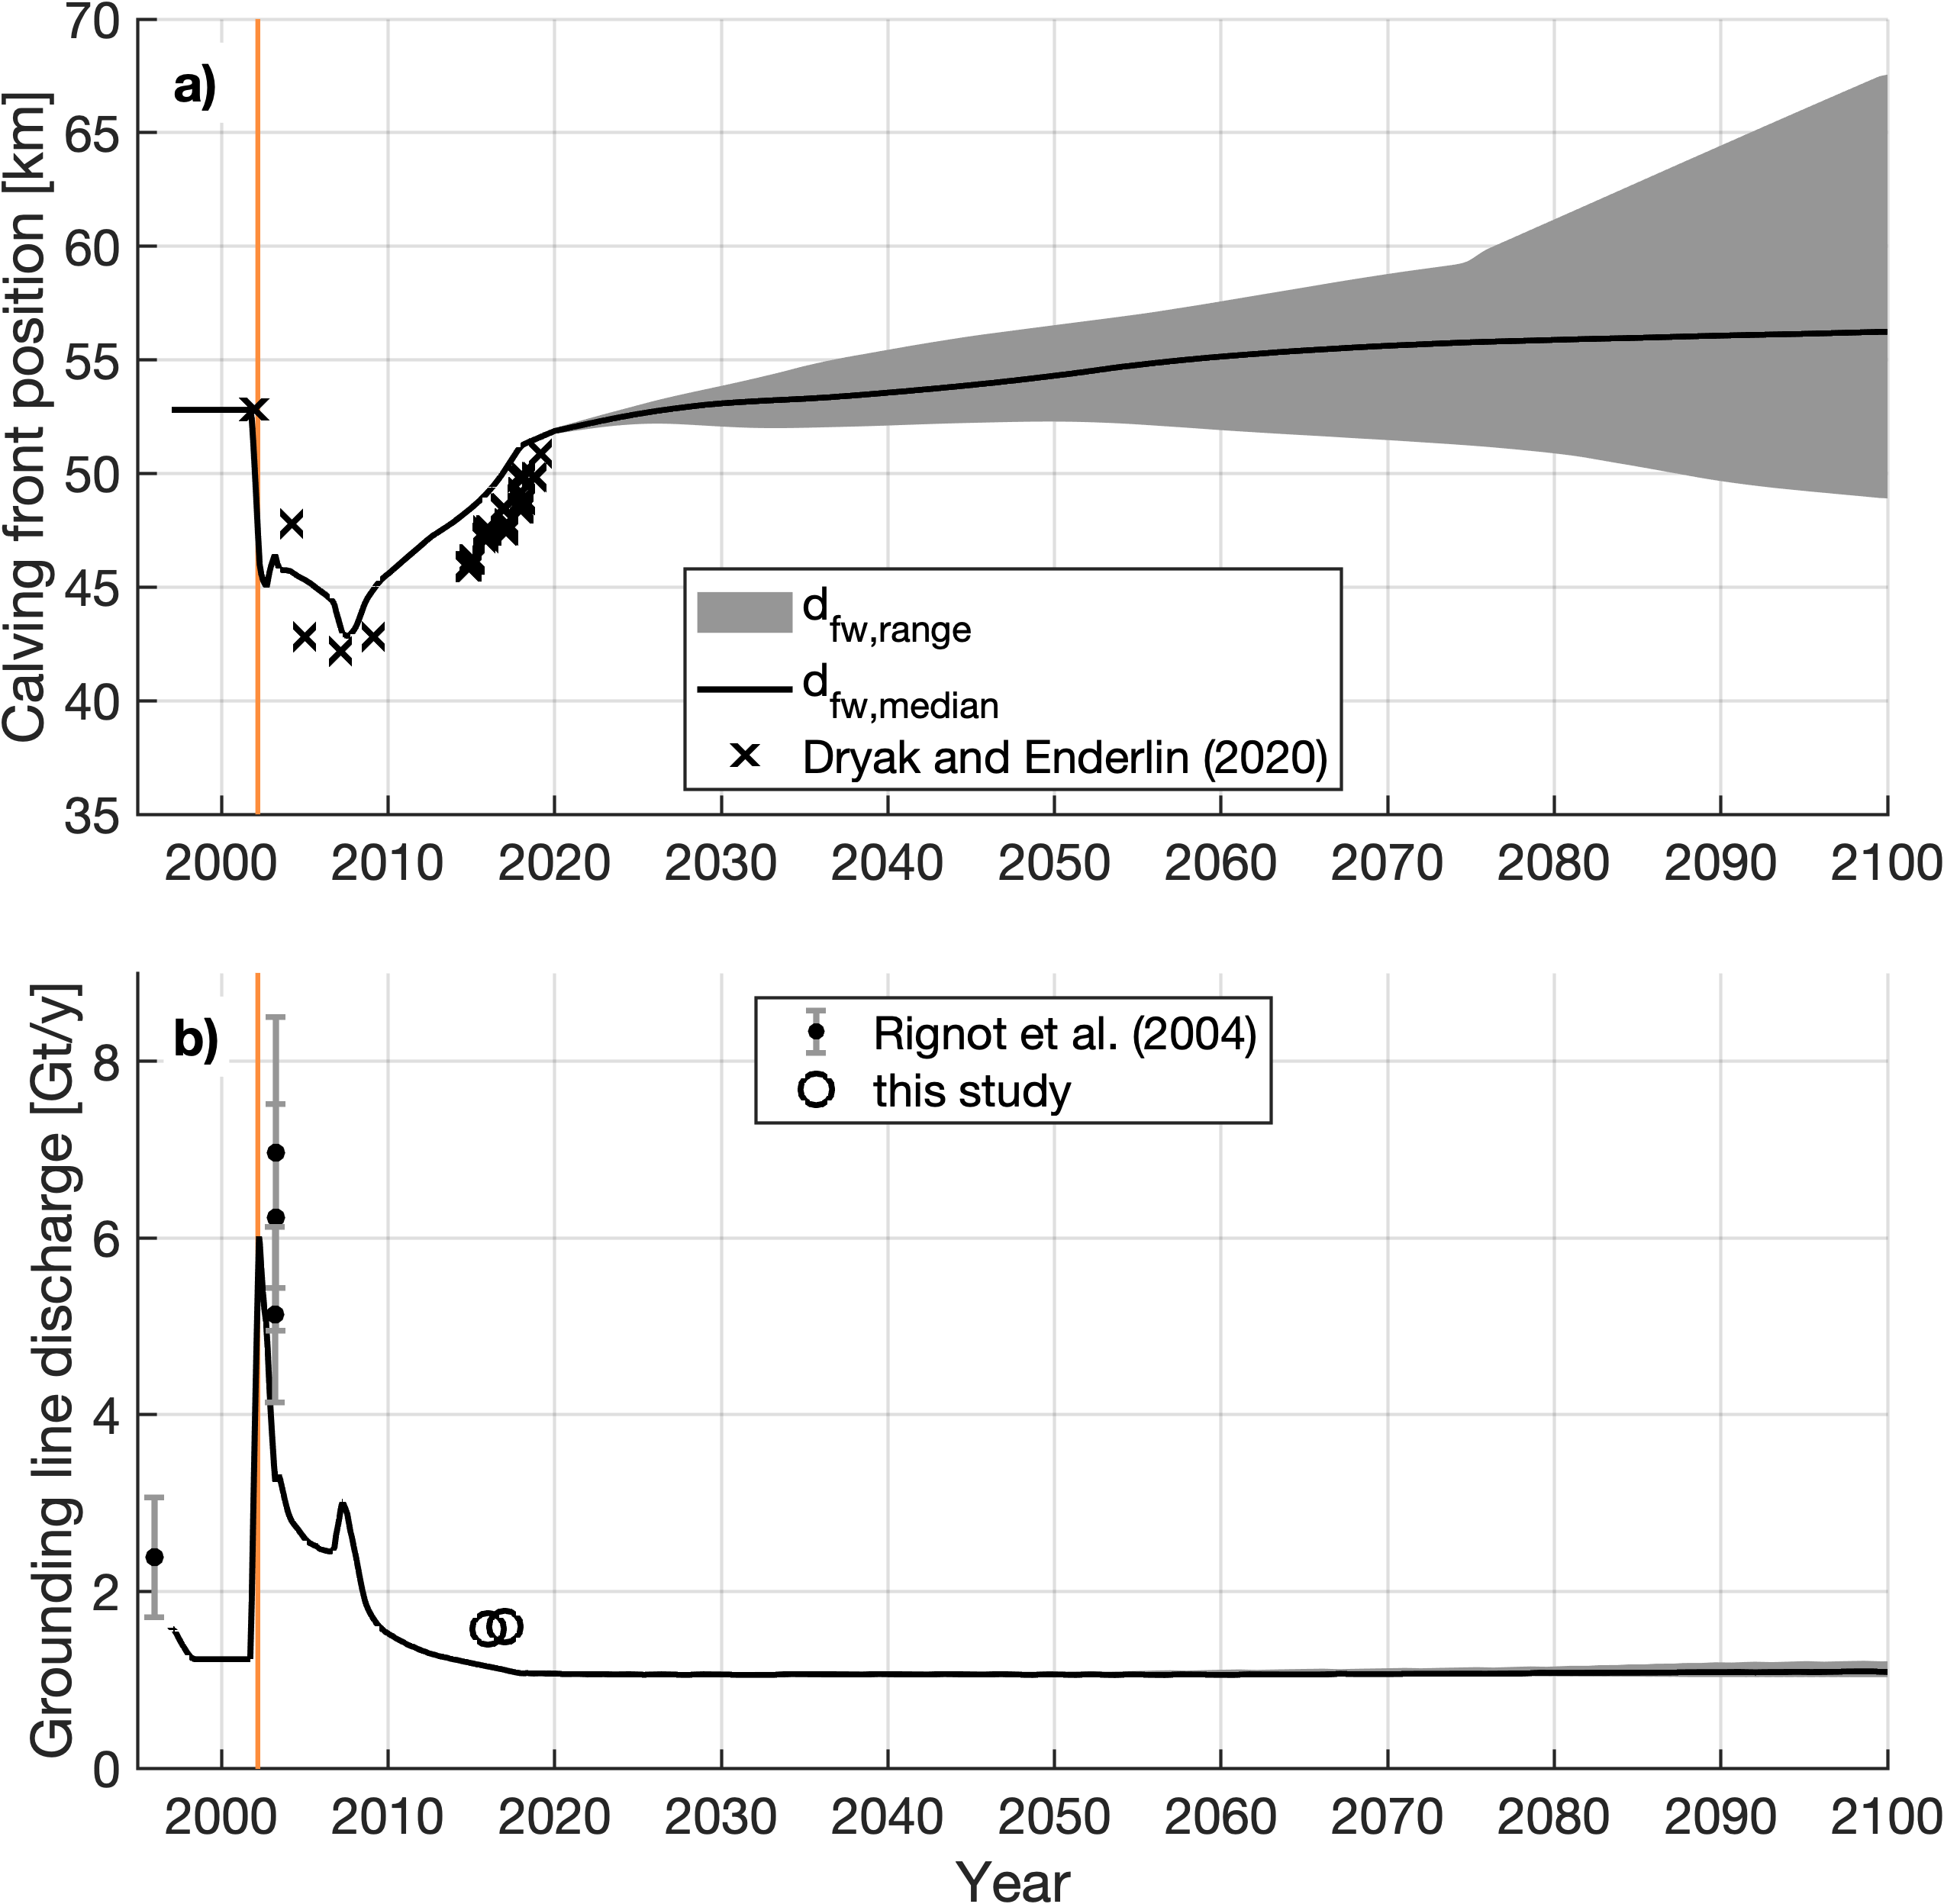 a)
Calving front position [km]
70
65
60
55
50
45
40
35
d_fw,range
d_fw,median
Dryak and Enderlin (2020)
2000 2010 2020 2030 2040 2050 2060 2070 2080 2090 2100
b)
Grounding line discharge [Gt/y]
8
6
4
2
0
Rignot et al. (2004)
this study
2000 2010 2020 2030 2040 2050 2060 2070 2080 2090 2100
Year